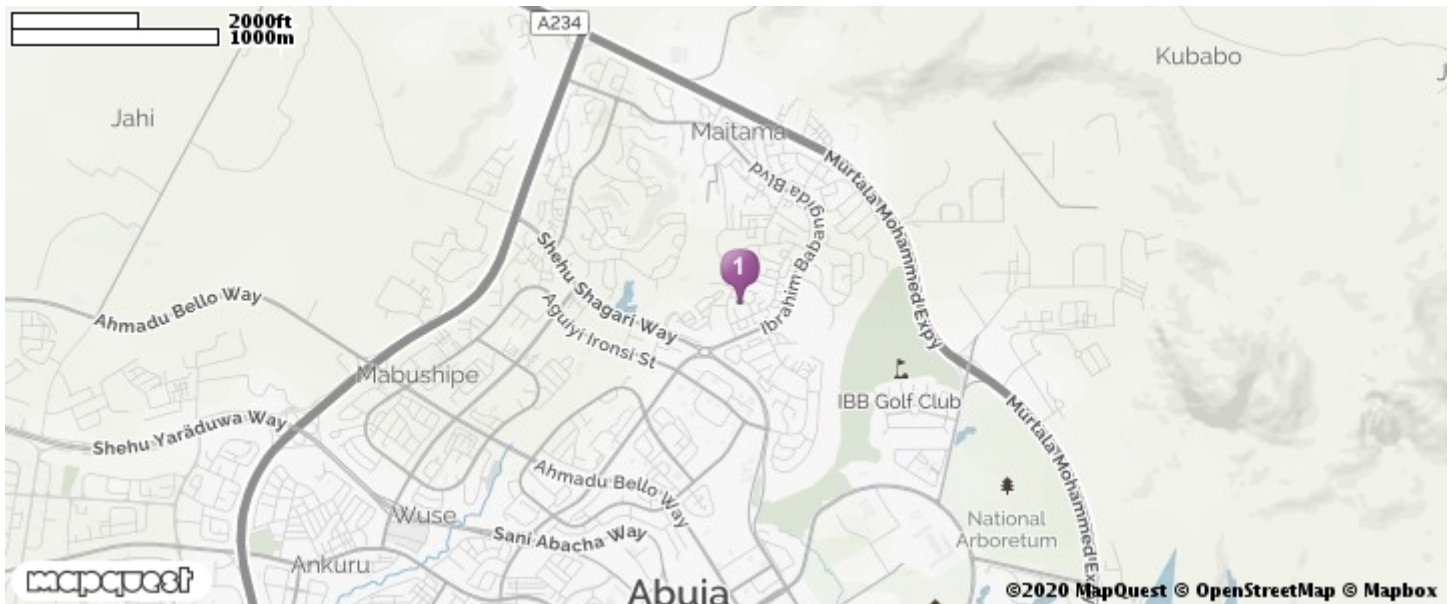 2000ft
1000m
A234
Kubabo
J
Jahi
Maitama
Murtala Mohammed Expy
Ibrahim Babangida Blvd
1
Shehu Shagari Way
Ahmadu Bello Way
Aguiyi Ironsi St
Mabushipe
IBB Golf Club
Murtala Mohammed Expy
Shehu Yaräduwa Way
Ahmadu Bello Way
Wuse
Sani Abacha Way
National
Arboretum
Ankuru
mapquest
Abuja
©2020 MapQuest © OpenStreetMap © Mapbox